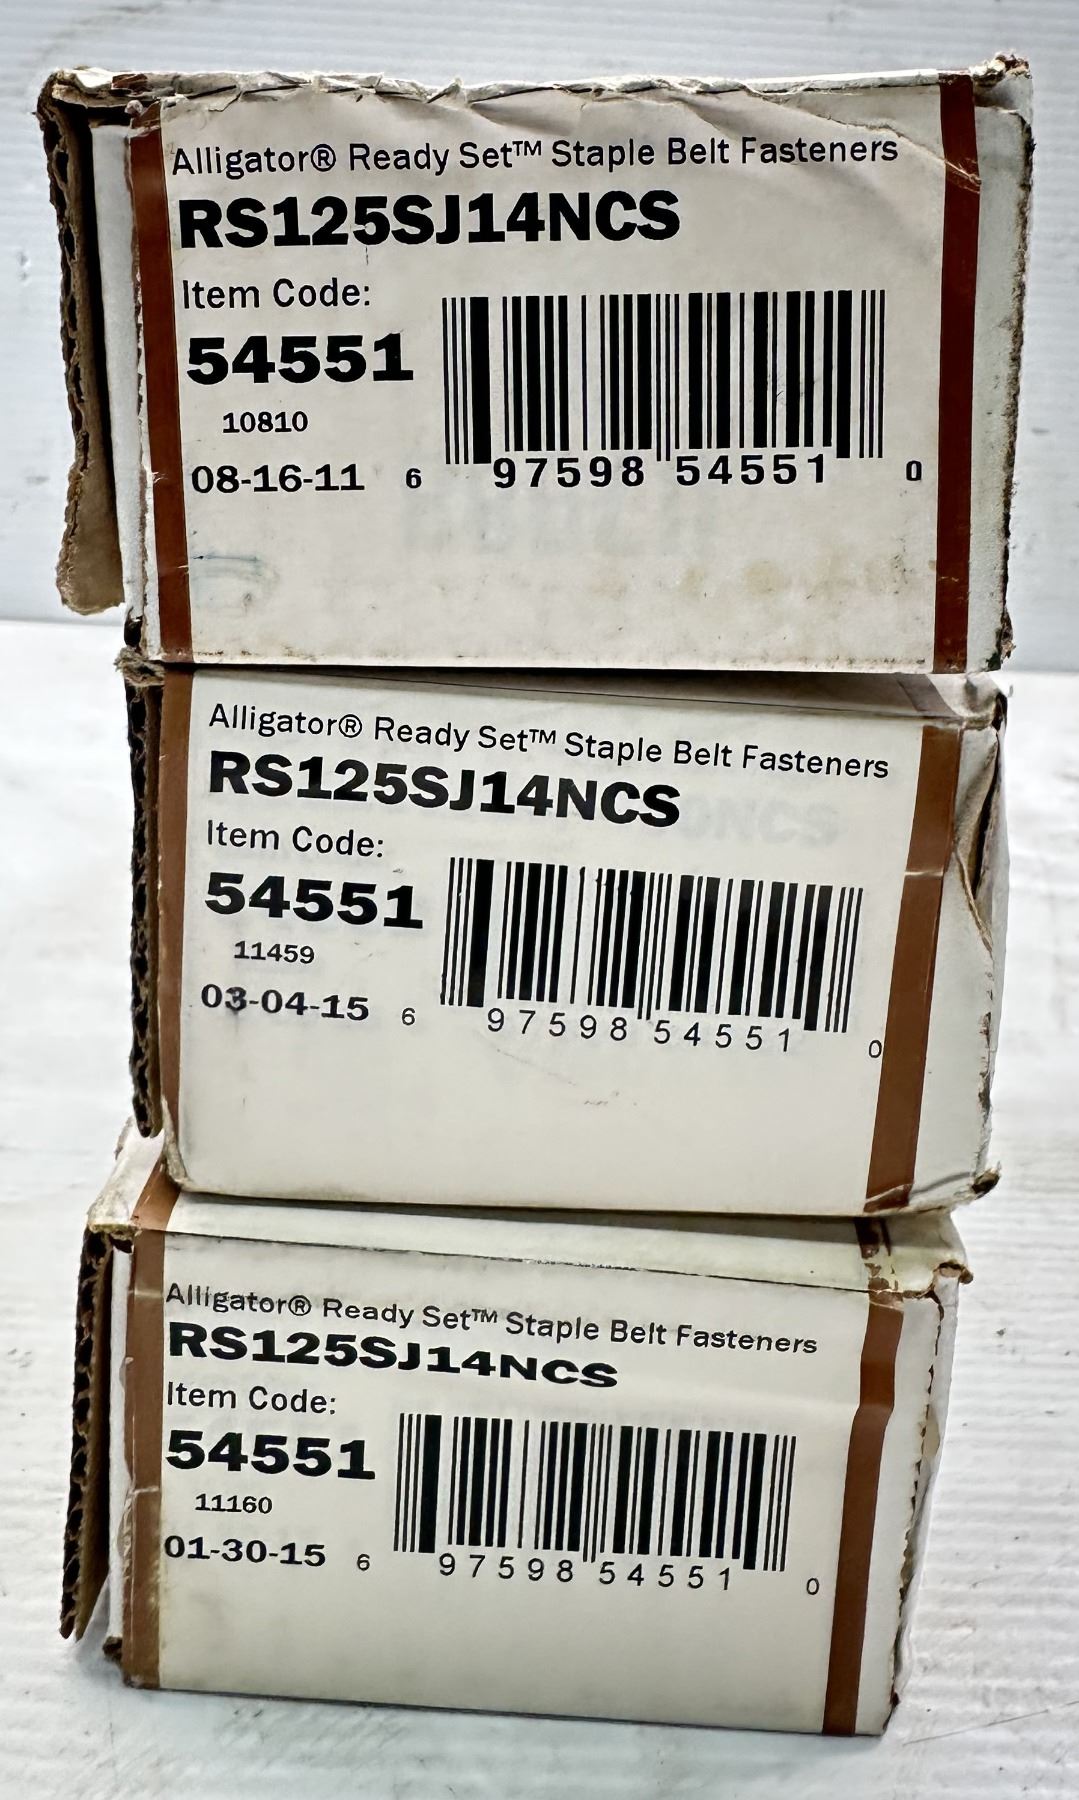 Alligator® Ready Set™ Staple Belt Fasteners
RS125SJ14NCS
Item Code:
54551
10810
08-16-11
6 97598 54551 0
Alligator® Ready Set™ Staple Belt Fasteners
RS125SJ14NCS
Item Code:
54551
11459
03-04-15
6 97598 54551 0
Alligator® Ready Set™ Staple Belt Fasteners
RS125SJ14NCS
Item Code:
54551
11160
01-30-15
6 97598 54551 0